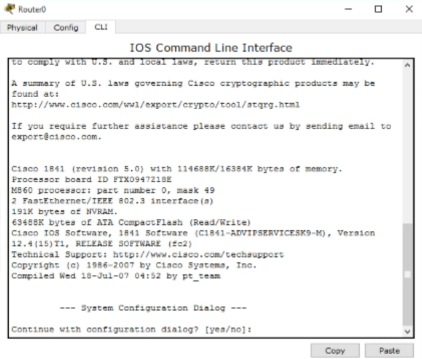 Router0
Physical Config CLI
IOS Command Line Interface
to comply with U.S. and local laws, return this product immediately.
A summary of U.S. laws governing Cisco cryptographic products may be
found at:
http://www.cisco.com/wwl/export/crypto/tool/stqrg.html
If you require further assistance please contact us by sending email to
export@cisco.com.
Cisco 1841 (revision 5.0) with 114688K/16384K bytes of memory.
Processor board ID FTX0947Z18E
M860 processor: part number 0, mask 49
2 FastEthernet/IEEE 802.3 interface(s)
191K bytes of NVRAM.
63488K bytes of ATA CompactFlash (Read/Write)
Cisco IOS Software, 1841 Software (C1841-ADVIPSERVICESK9-M), Version
12.4(15)T1, RELEASE SOFTWARE (fc2)
Technical Support: http://www.cisco.com/techsupport
Copyright (c) 1986-2007 by Cisco Systems, Inc.
Compiled Wed 18-Jul-07 04:52 by pt_team
--- System Configuration Dialog ---
Continue with configuration dialog? [yes/no]:
Copy Paste